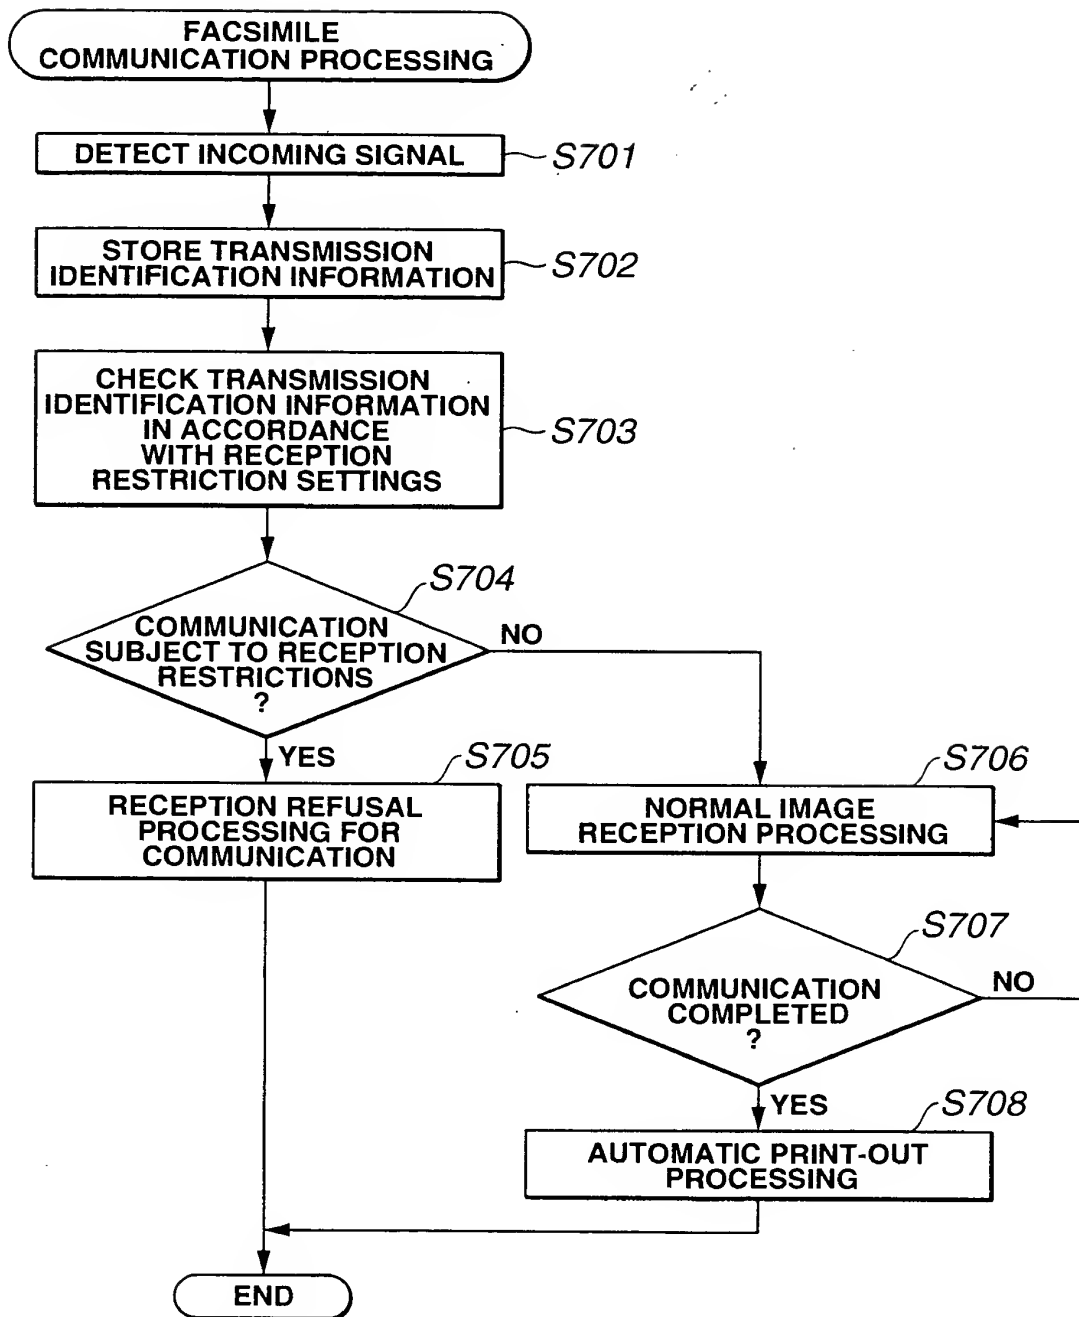 FACSIMILE
COMMUNICATION PROCESSING
DETECT INCOMING SIGNAL
S701
STORE TRANSMISSION
IDENTIFICATION INFORMATION
S702
CHECK TRANSMISSION
IDENTIFICATION INFORMATION
IN ACCORDANCE
WITH RECEPTION
RESTRICTION SETTINGS
S703
S704
COMMUNICATION
SUBJECT TO RECEPTION
RESTRICTIONS
?
NO
YES
S705
RECEPTION REFUSAL
PROCESSING FOR
COMMUNICATION
S706
NORMAL IMAGE
RECEPTION PROCESSING
S707
COMMUNICATION
COMPLETED
?
NO
YES
S708
AUTOMATIC PRINT-OUT
PROCESSING
END